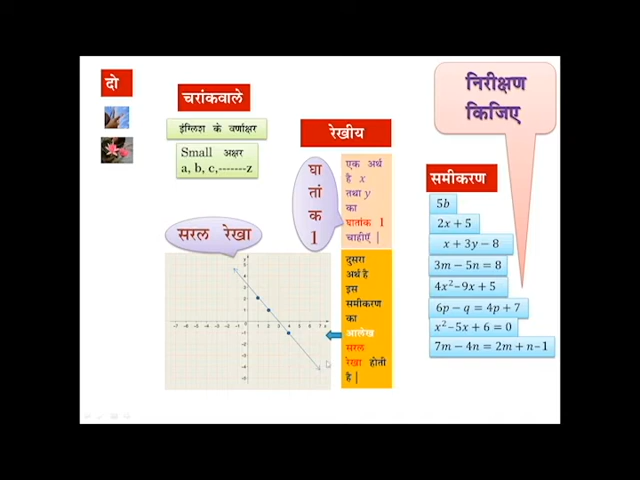 दो
चरांकवाले
इंग्लिश के वर्णाक्षर
Small अक्षर
a, b, c,-------z
रेखीय
घा
तां
क
1
एक अर्थ
है x
तथा y
का
घातांक 1
चाहीएँ |
सरल रेखा
दुसरा
अर्थ है
इस
समीकरण
का
आलेख
सरल
रेखा होती
है |
निरीक्षण
किजिए
समीकरण
5b
2x + 5
x + 3y – 8
3m – 5n = 8
4x²–9x + 5
6p – q = 4p + 7
x²–5x + 6 = 0
7m – 4n = 2m + n–1